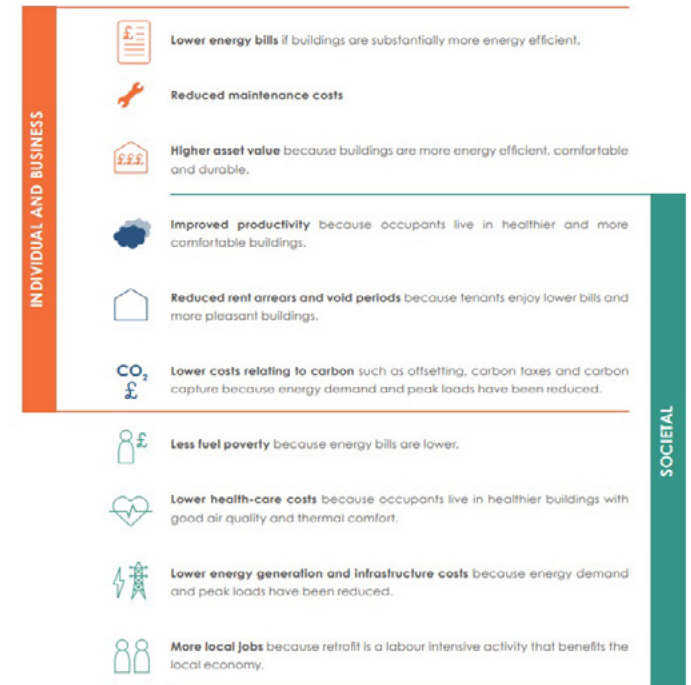 INDIVIDUAL AND BUSINESS
£
Lower energy bills if buildings are substantially more energy efficient.
Reduced maintenance costs
£££
Higher asset value because buildings are more energy efficient, comfortable
and durable.
SOCIETAL
Improved productivity because occupants live in healthier and more
comfortable buildings.
Reduced rent arrears and void periods because tenants enjoy lower bills and
more pleasant buildings.
CO₂
£
Lower costs relating to carbon such as offsetting, carbon taxes and carbon
capture because energy demand and peak loads have been reduced.
£
Less fuel poverty because energy bills are lower.
Lower health-care costs because occupants live in healthier buildings with
good air quality and thermal comfort.
Lower energy generation and infrastructure costs because energy demand
and peak loads have been reduced.
More local jobs because retrofit is a labour intensive activity that benefits the
local economy.